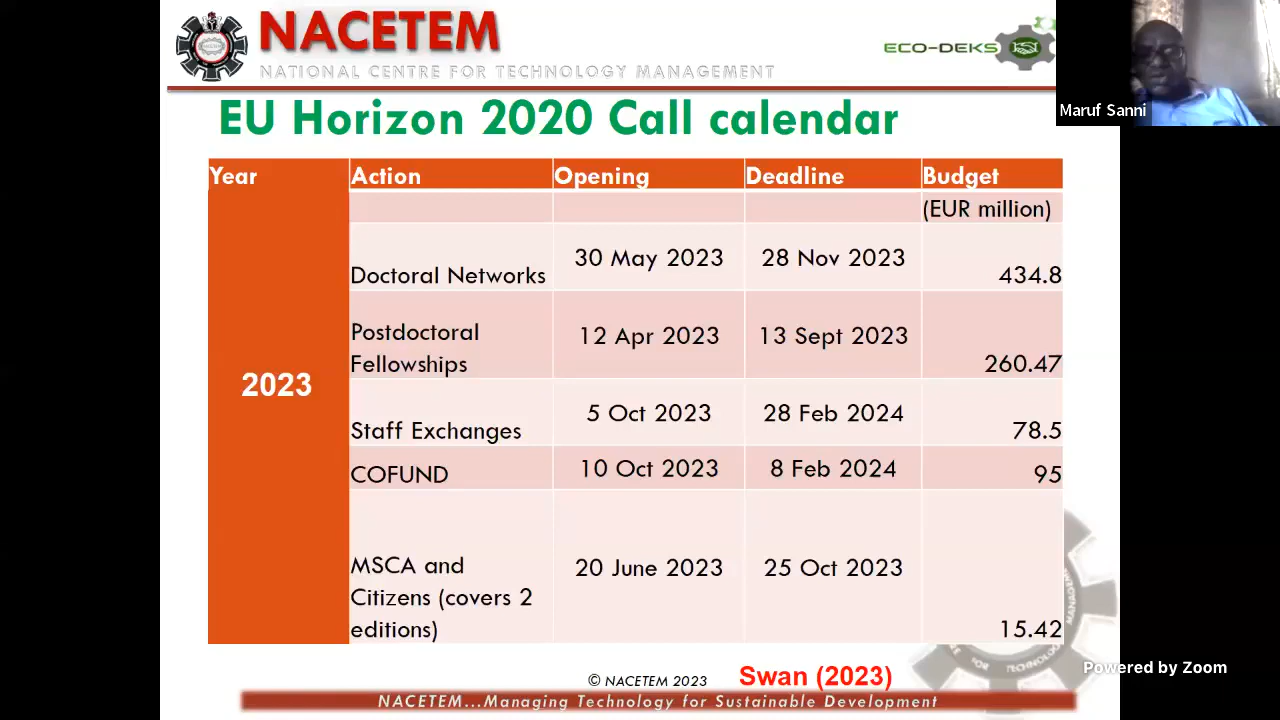 NACETEM
NATIONAL CENTRE FOR TECHNOLOGY MANAGEMENT
ECO-DEKS
Maruf Sanni
EU Horizon 2020 Call calendar
Year Action Opening Deadline Budget
(EUR million)
2023
Doctoral Networks 30 May 2023 28 Nov 2023 434.8
Postdoctoral
Fellowships 12 Apr 2023 13 Sept 2023 260.47
Staff Exchanges 5 Oct 2023 28 Feb 2024 78.5
COFUND 10 Oct 2023 8 Feb 2024 95
MSCA and 20 June 2023 25 Oct 2023
Citizens (covers 2
editions) 15.42
© NACETEM 2023 Swan (2023)
Powered by Zoom
NACETEM...Managing Technology for Sustainable Development